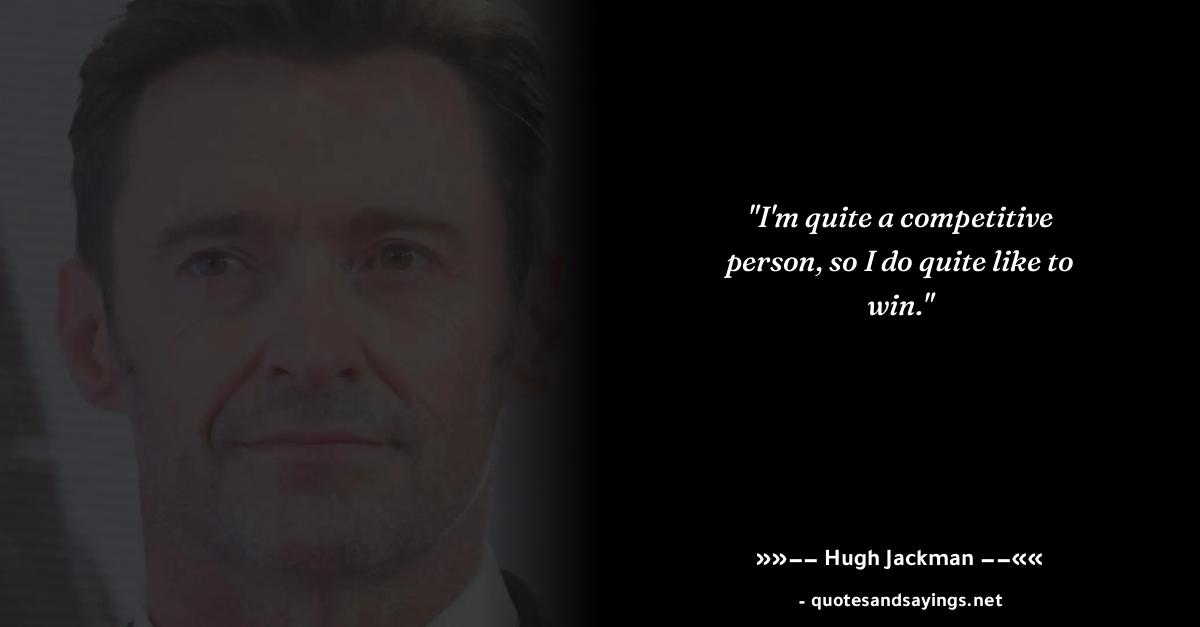 "I'm quite a competitive
person, so I do quite like to
win."
»»−− Hugh Jackman −−««
- quotesandsayings.net